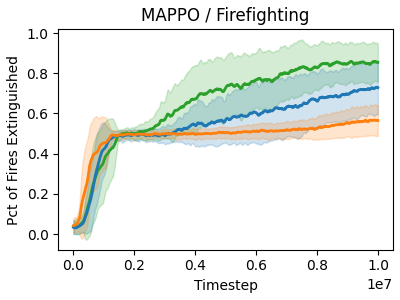 MAPPO / Firefighting
Pct of Fires Extinguished
1.0
0.8
0.6
0.4
0.2
0.0
0.0 0.2 0.4 0.6 0.8 1.0
1e7
Timestep